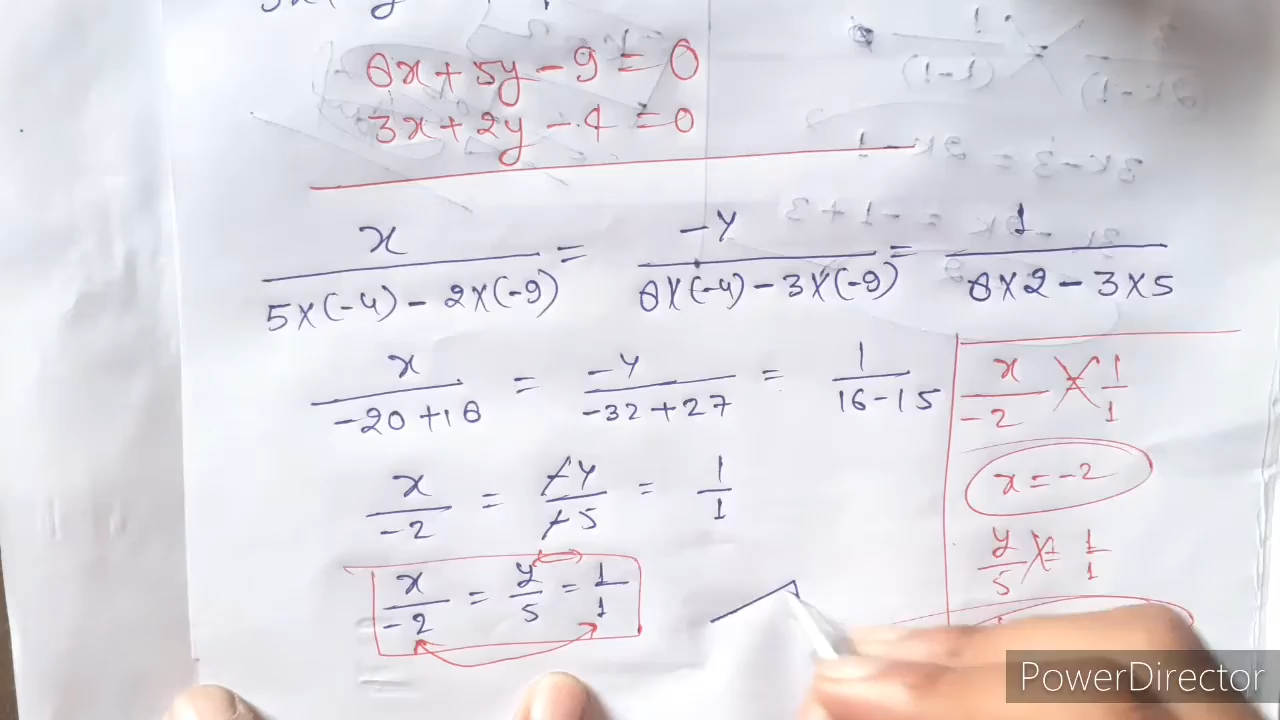 8x + 5y - 9 = 0
3x + 2y - 4 = 0
x/(5×(-4) - 2×(-9)) = -y/(8×(-4) - 3×(-9)) = 1/(8×2 - 3×5)
x/(-20+18) = -y/(-32+27) = 1/(16-15)
x/-2 = -y/-5 = 1/1
x/-2 = y/5 = 1/1
x/-2 = 1/1
x = -2
y/5 = 1/1
PowerDirector